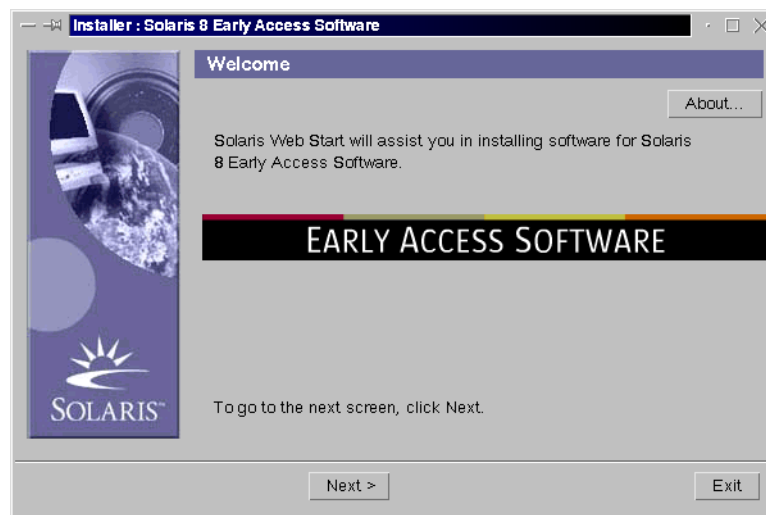 Installer : Solaris 8 Early Access Software
Welcome
About...
Solaris Web Start will assist you in installing software for Solaris
8 Early Access Software.
EARLY ACCESS SOFTWARE
SOLARIS™
To go to the next screen, click Next.
Next >
Exit